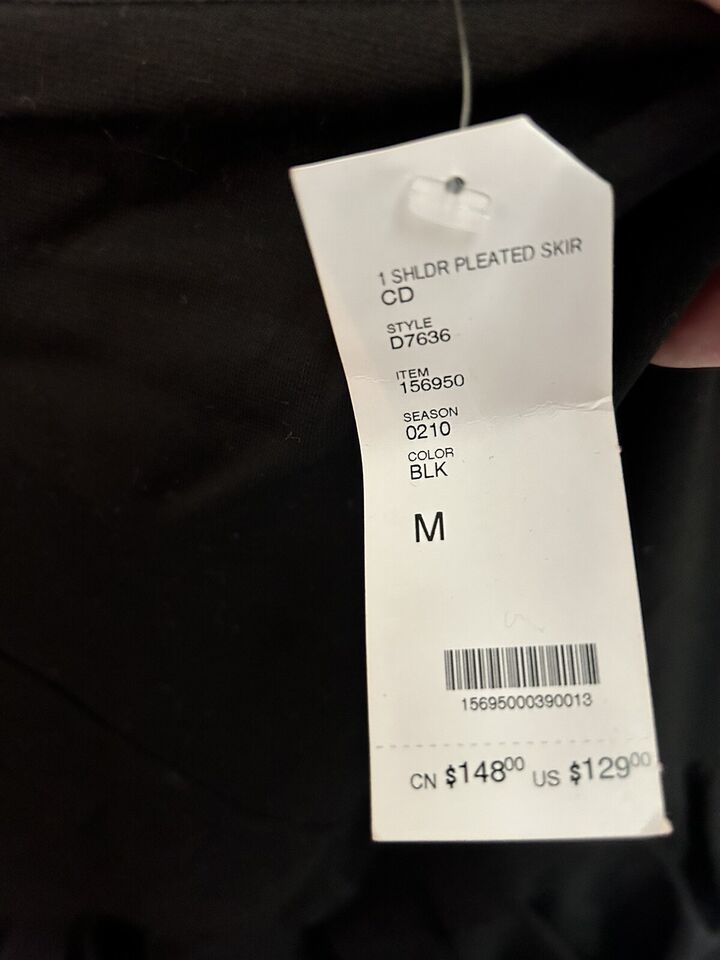 1 SHLDR PLEATED SKIR
CD
STYLE
D7636
ITEM
156950
SEASON
0210
COLOR
BLK
M
15695000390013
CN $14800 US $12900